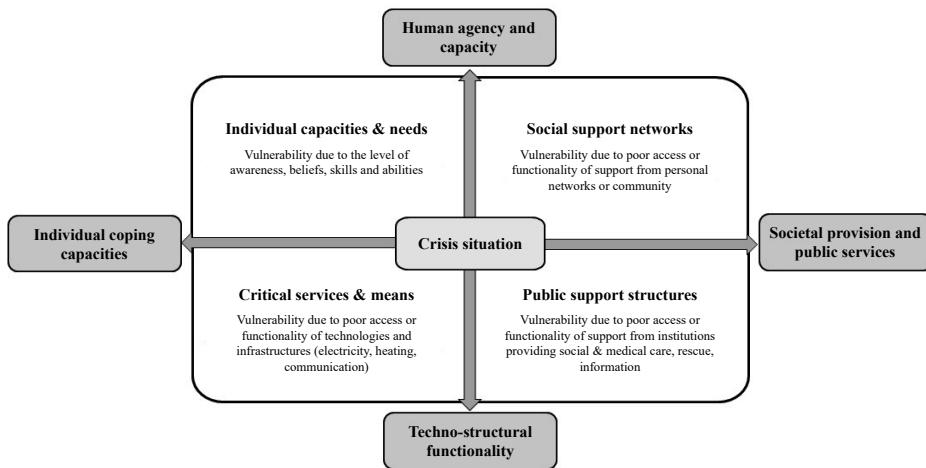 Human agency and
capacity
Individual capacities & needs
Vulnerability due to the level of
awareness, beliefs, skills and abilities
Social support networks
Vulnerability due to poor access or
functionality of support from personal
networks or community
Individual coping
capacities
Crisis situation
Societal provision and
public services
Critical services & means
Vulnerability due to poor access or
functionality of technologies and
infrastructures (electricity, heating,
communication)
Public support structures
Vulnerability due to poor access or
functionality of support from institutions
providing social & medical care, rescue,
information
Techno-structural
functionality